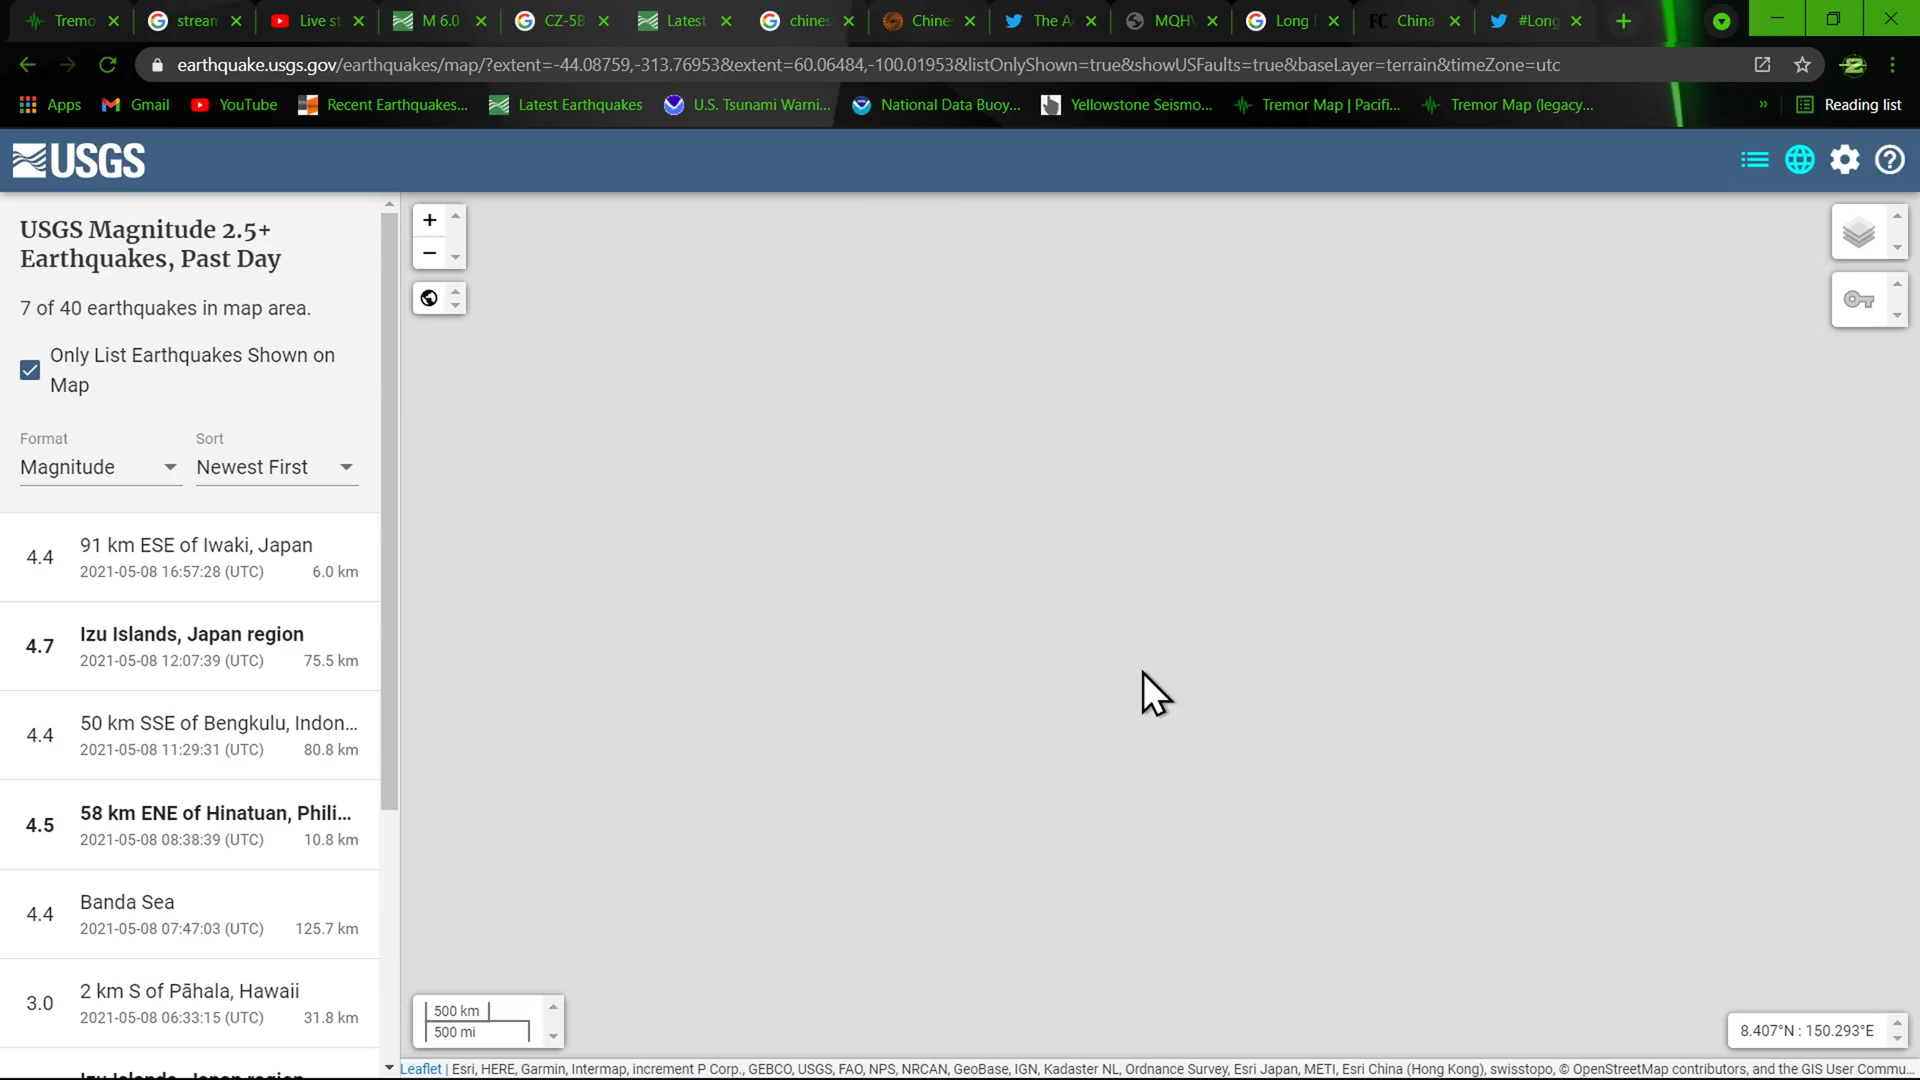 Tremo
stream
Live st
M 6.0
CZ-5B
Latest
chines
Chine
The A
MQH
Long
China
#Long
earthquake.usgs.gov/earthquakes/map/?extent=-44.08759,-313.76953&extent=60.06484,-100.01953&listOnlyShown=true&showUSFaults=true&baseLayer=terrain&timeZone=utc
Apps
Gmail
YouTube
Recent Earthquakes...
Latest Earthquakes
U.S. Tsunami Warni...
National Data Buoy...
Yellowstone Seismo...
Tremor Map | Pacifi...
Tremor Map (legacy...
»
Reading list
USGS
USGS Magnitude 2.5+
Earthquakes, Past Day
7 of 40 earthquakes in map area.
Only List Earthquakes Shown on
Map
Format
Sort
Magnitude
Newest First
4.4
91 km ESE of Iwaki, Japan
2021-05-08 16:57:28 (UTC)
6.0 km
4.7
Izu Islands, Japan region
2021-05-08 12:07:39 (UTC)
75.5 km
4.4
50 km SSE of Bengkulu, Indon...
2021-05-08 11:29:31 (UTC)
80.8 km
4.5
58 km ENE of Hinatuan, Phili...
2021-05-08 08:38:39 (UTC)
10.8 km
4.4
Banda Sea
2021-05-08 07:47:03 (UTC)
125.7 km
3.0
2 km S of Pāhala, Hawaii
2021-05-08 06:33:15 (UTC)
31.8 km
Izu Islands, Japan region
+
−
500 km
500 mi
8.407°N : 150.293°E
Leaflet | Esri, HERE, Garmin, Intermap, increment P Corp., GEBCO, USGS, FAO, NPS, NRCAN, GeoBase, IGN, Kadaster NL, Ordnance Survey, Esri Japan, METI, Esri China (Hong Kong), swisstopo, © OpenStreetMap contributors, and the GIS User Commu...